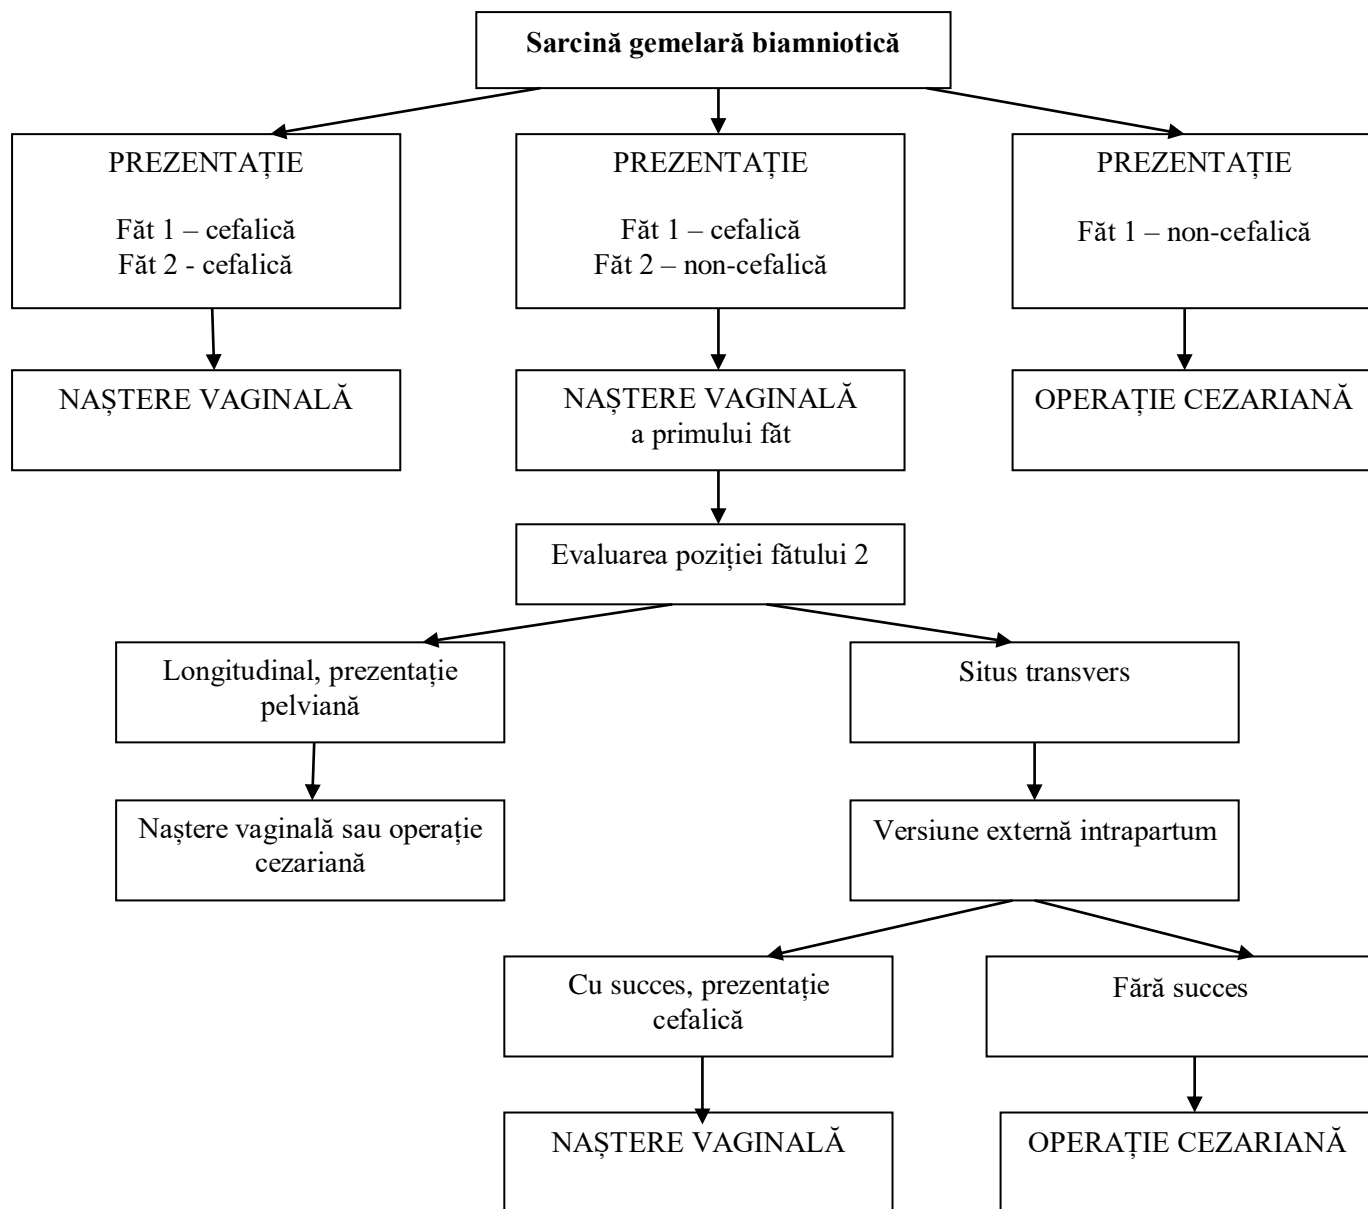 Sarcină gemelară biamniotică
PREZENTAȚIE
Făt 1 – cefalică
Făt 2 - cefalică
PREZENTAȚIE
Făt 1 – cefalică
Făt 2 – non-cefalică
PREZENTAȚIE
Făt 1 – non-cefalică
NAȘTERE VAGINALĂ
NAȘTERE VAGINALĂ
a primului făt
OPERAȚIE CEZARIANĂ
Evaluarea poziției fătului 2
Longitudinal, prezentație
pelviană
Situs transvers
Naștere vaginală sau operație
cezariană
Versiune externă intrapartum
Cu succes, prezentație
cefalică
Fără succes
NAȘTERE VAGINALĂ
OPERAȚIE CEZARIANĂ